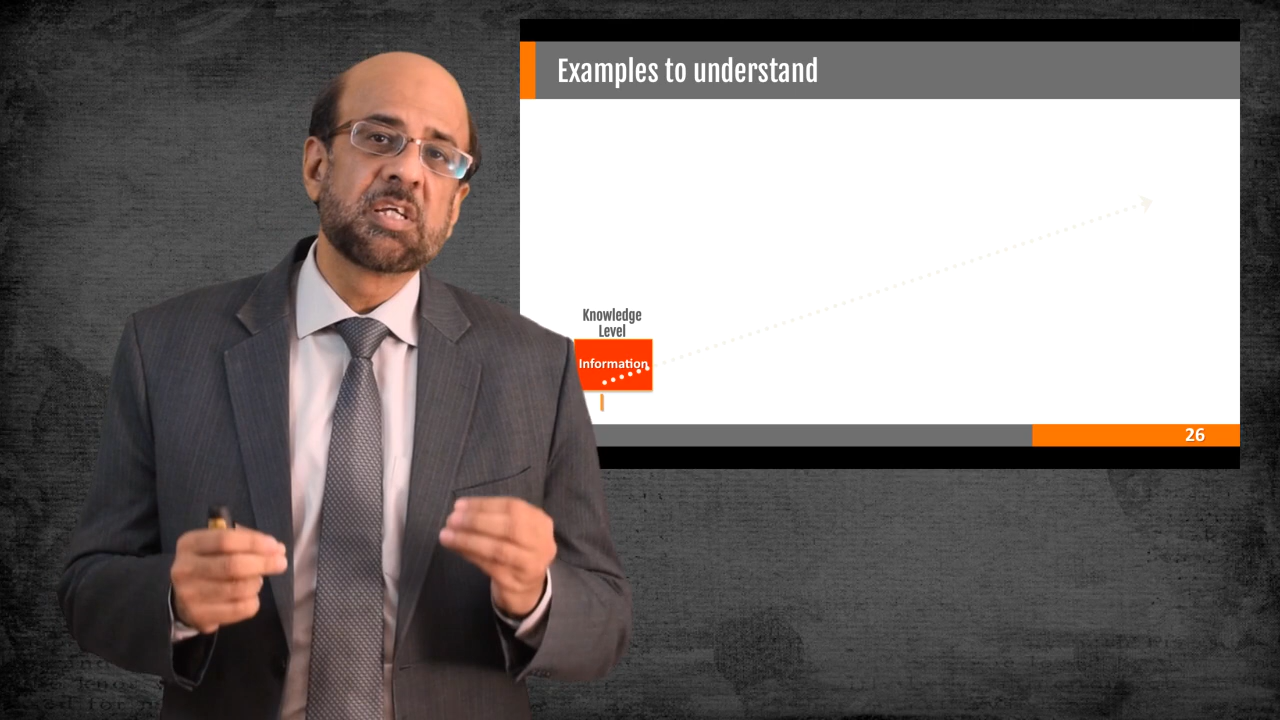 Examples to understand
Knowledge
Level
Information
26